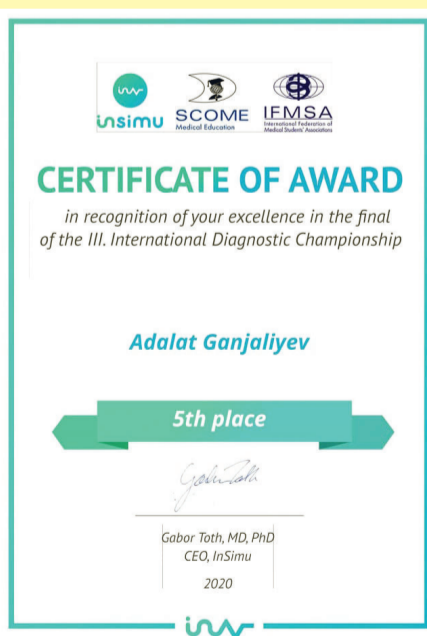 insimu
SCOME
Medical Education
IFMSA
International Federation of
Medical Students' Associations
CERTIFICATE OF AWARD
in recognition of your excellence in the final
of the III. International Diagnostic Championship
Adalat Ganjaliyev
5th place
Gabor Toth
Gabor Toth, MD, PhD
CEO, InSimu
2020